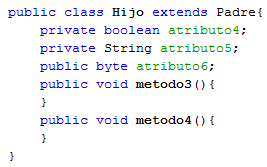 public class Hijo extends Padre{
private boolean atributo4;
private String atributo5;
public byte atributo6;
public void metodo3(){
}
public void metodo4(){
}
}